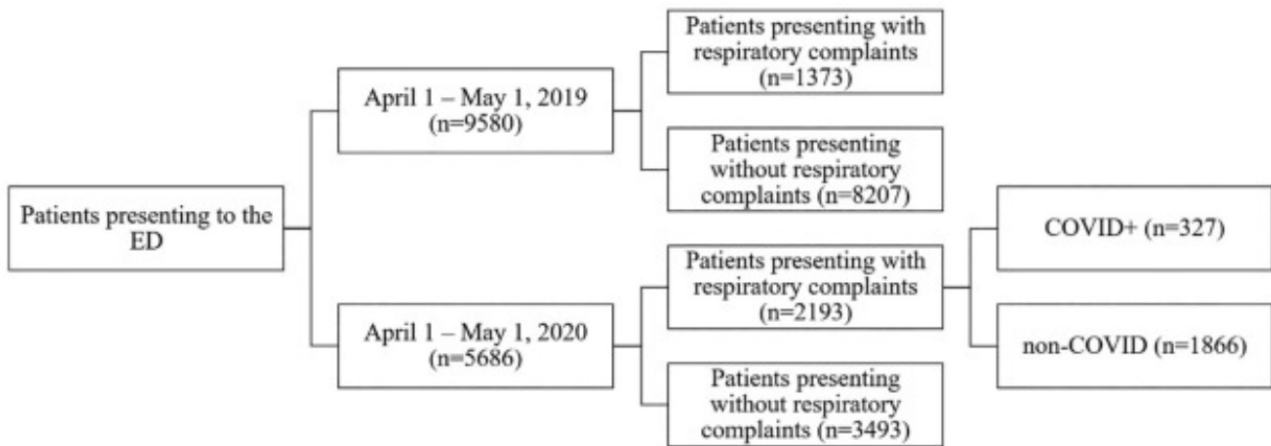 Patients presenting to the
ED
April 1 – May 1, 2019
(n=9580)
Patients presenting with
respiratory complaints
(n=1373)
Patients presenting
without respiratory
complaints (n=8207)
April 1 – May 1, 2020
(n=5686)
Patients presenting with
respiratory complaints
(n=2193)
Patients presenting
without respiratory
complaints (n=3493)
COVID+ (n=327)
non-COVID (n=1866)